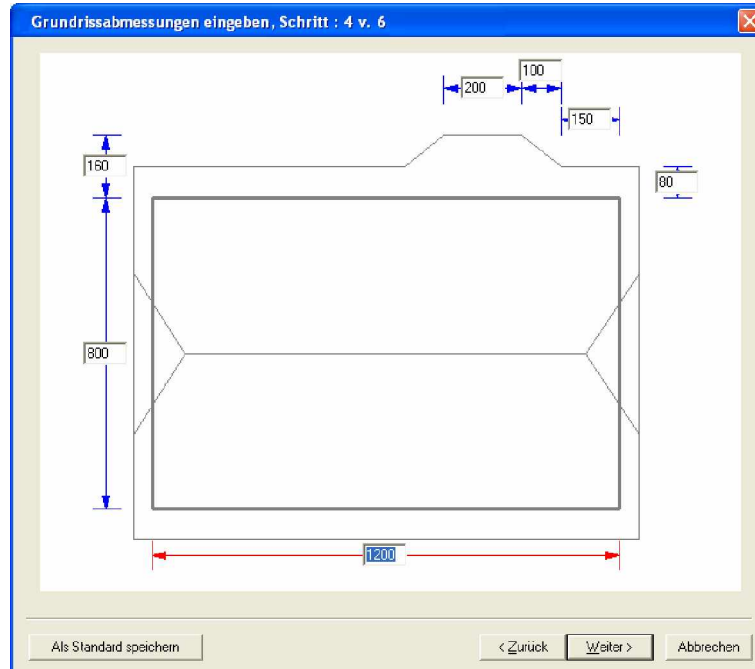 Grundrissabmessungen eingeben, Schritt : 4 v. 6
100
200
150
160
80
800
1200
Als Standard speichern
< Zurück
Weiter >
Abbrechen